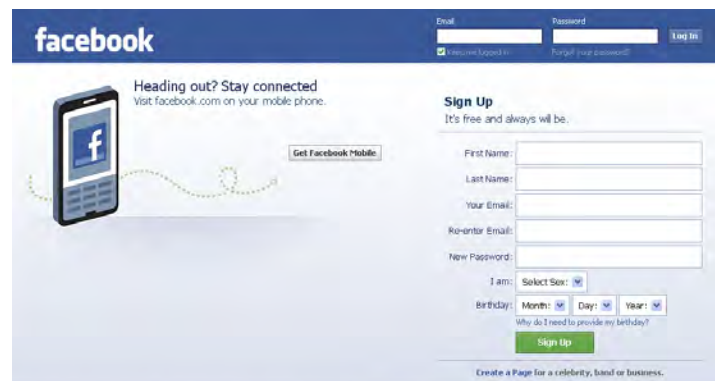 facebook
Email
Password
Log In
Keep me logged in
Forgot your password?
Heading out? Stay connected
Visit facebook.com on your mobile phone.
Get Facebook Mobile
f
Sign Up
It's free and always will be.
First Name:
Last Name:
Your Email:
Re-enter Email:
New Password:
I am: Select Sex:
Birthday: Month: Day: Year:
Why do I need to provide my birthday?
Sign Up
Create a Page for a celebrity, band or business.